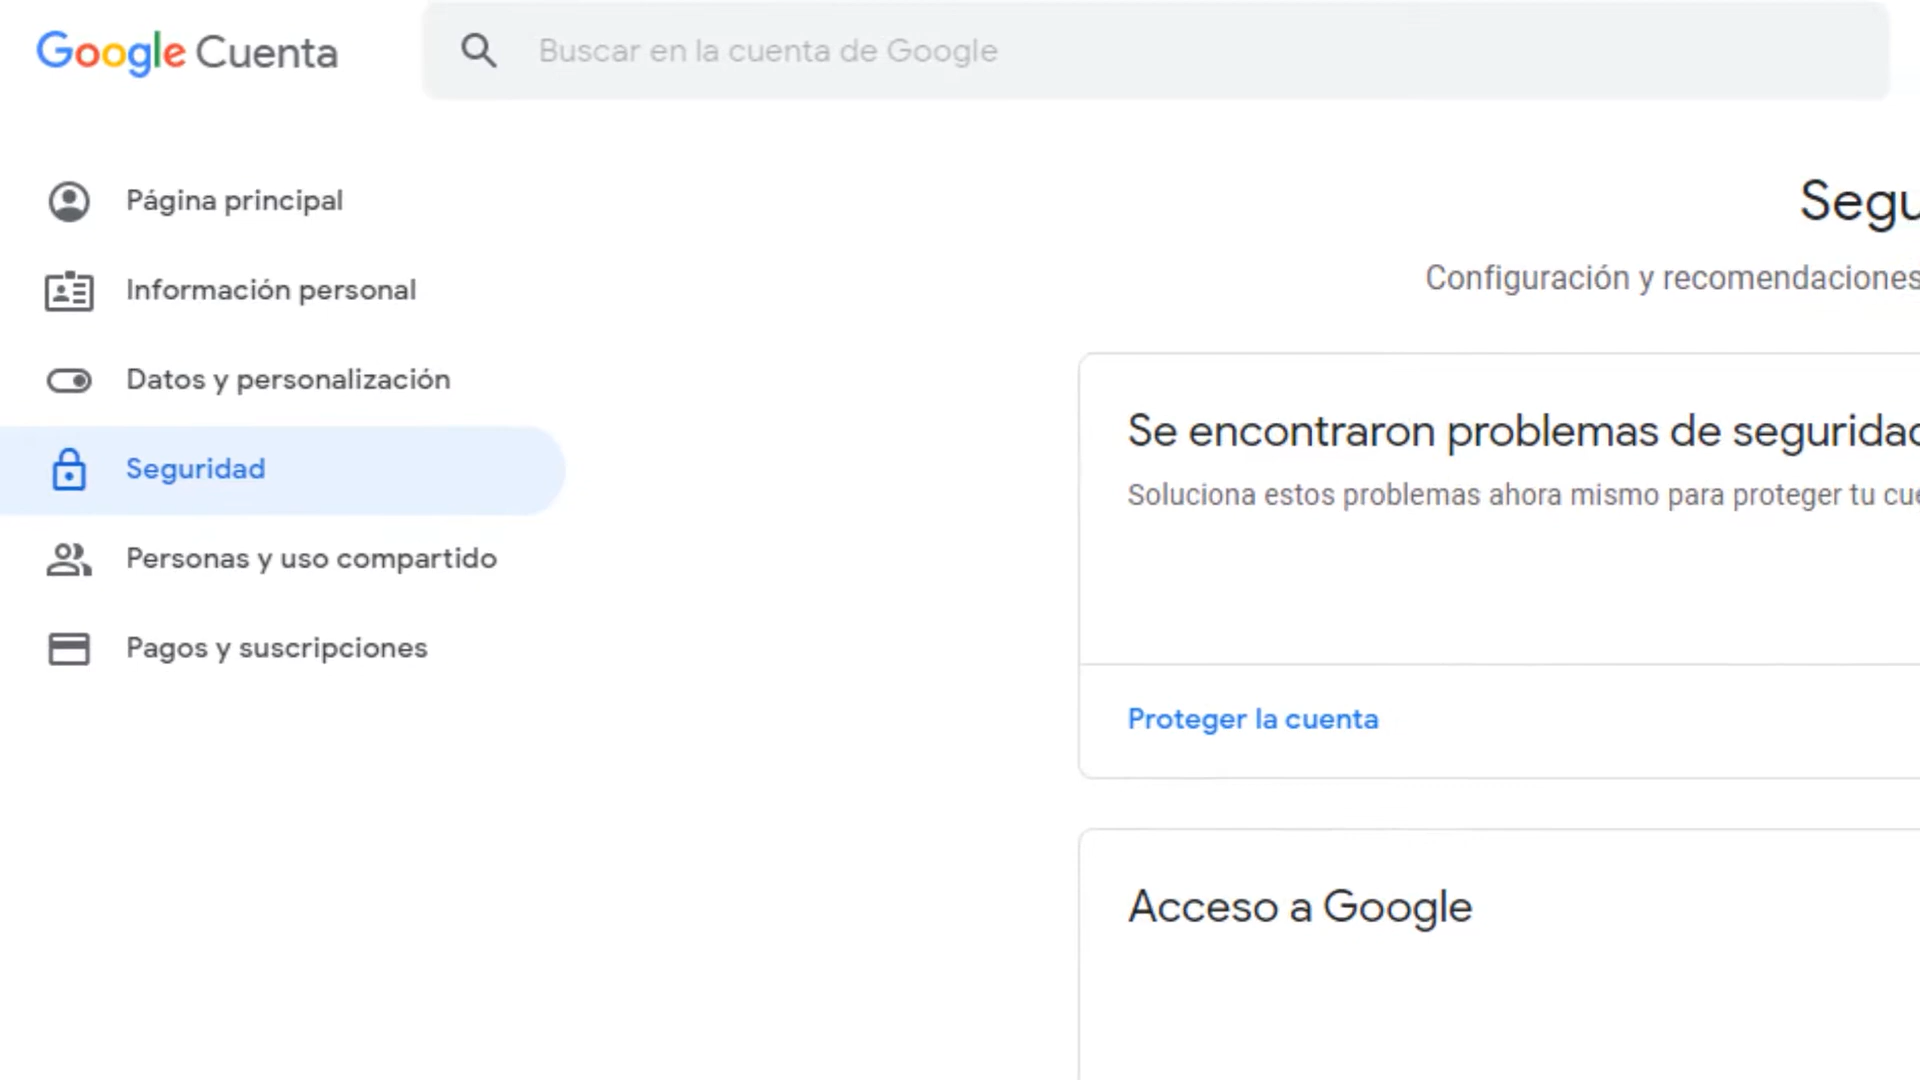 Google Cuenta
Buscar en la cuenta de Google
Página principal
Información personal
Datos y personalización
Seguridad
Personas y uso compartido
Pagos y suscripciones
Configuración y recomendaciones
Se encontraron problemas de seguridad
Soluciona estos problemas ahora mismo para proteger tu
Proteger la cuenta
Acceso a Google